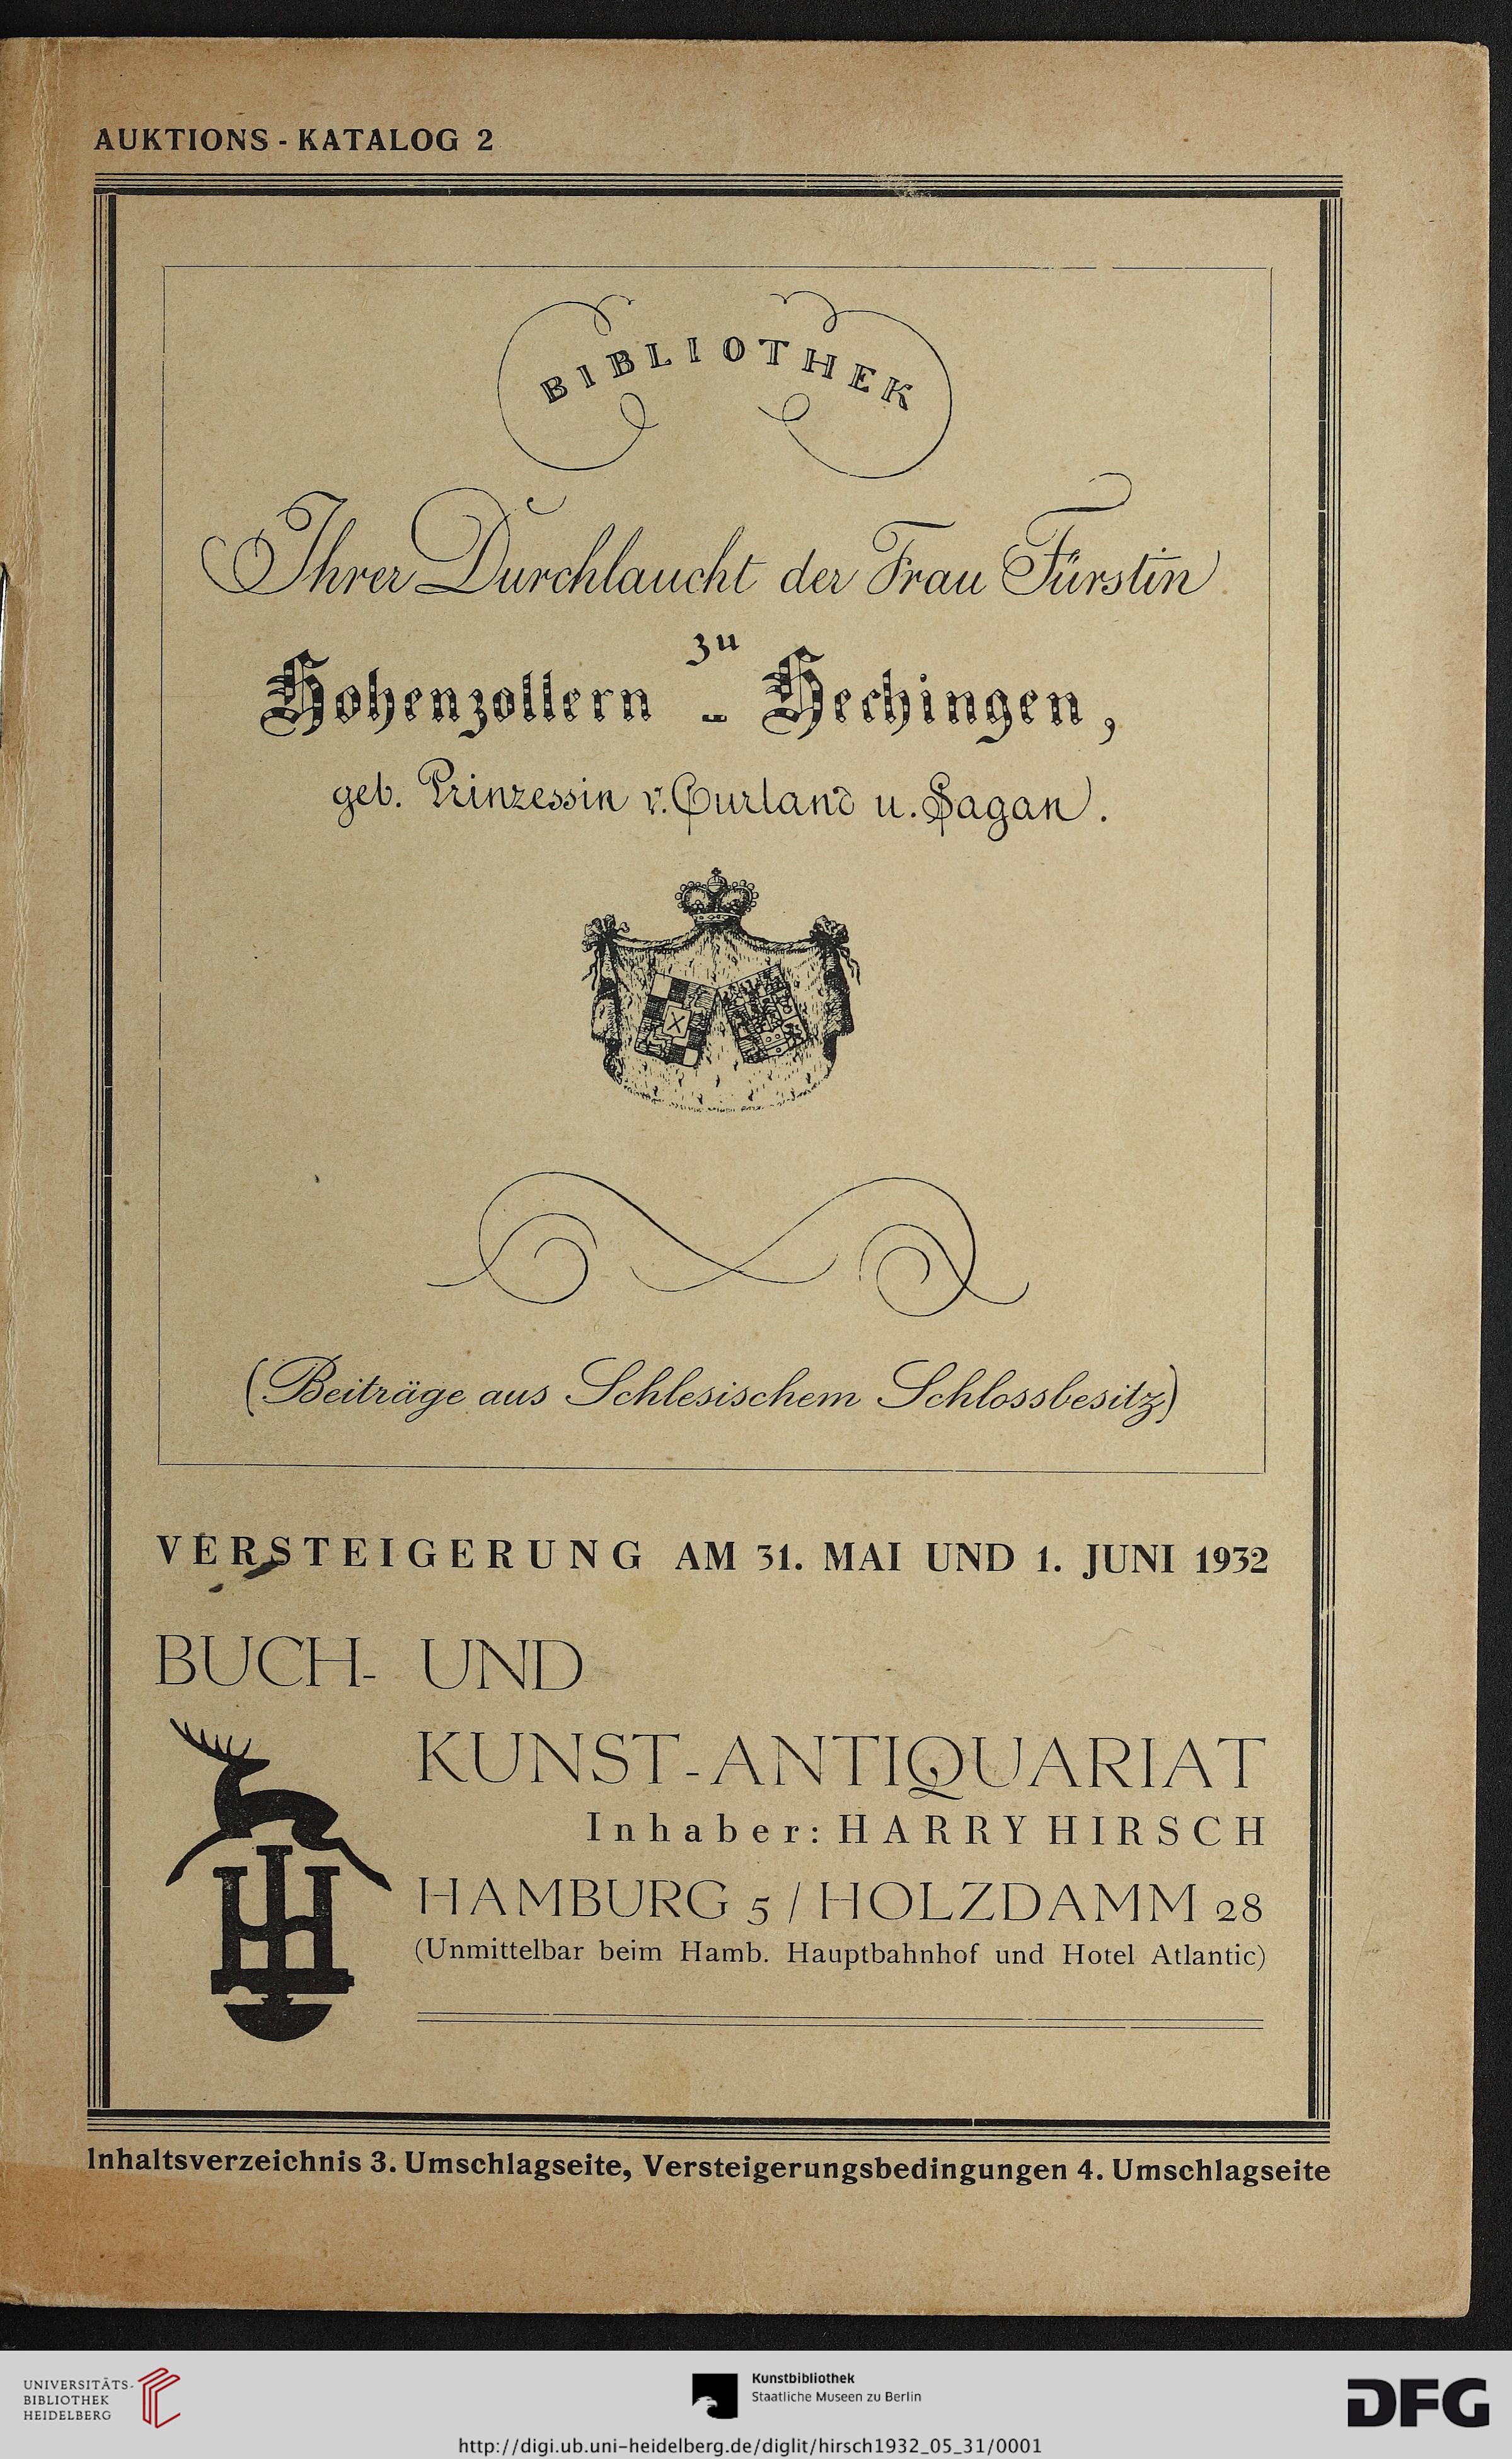 AUKTIONS - KATALOG 2
BIBLIOTHEK
Ihrer Durchlaucht der Frau Fürstin
zu
Hohenzollern - Hechingen,
geb. Prinzessin v. Curland u. Sagan.
(Beiträge aus Schlesischem Schlossbesitz)
VERSTEIGERUNG AM 31. MAI UND 1. JUNI 1932
BUCH- UND
KUNST-ANTIQUARIAT
Inhaber: HARRY HIRSCH
HAMBURG 5 / HOLZDAMM 28
(Unmittelbar beim Hamb. Hauptbahnhof und Hotel Atlantic)
Inhaltsverzeichnis 3. Umschlagseite, Versteigerungsbedingungen 4. Umschlagseite
UNIVERSITÄTS-
BIBLIOTHEK
HEIDELBERG
Kunstbibliothek
Staatliche Museen zu Berlin
DFG
http://digi.ub.uni-heidelberg.de/diglit/hirsch1932_05_31/0001